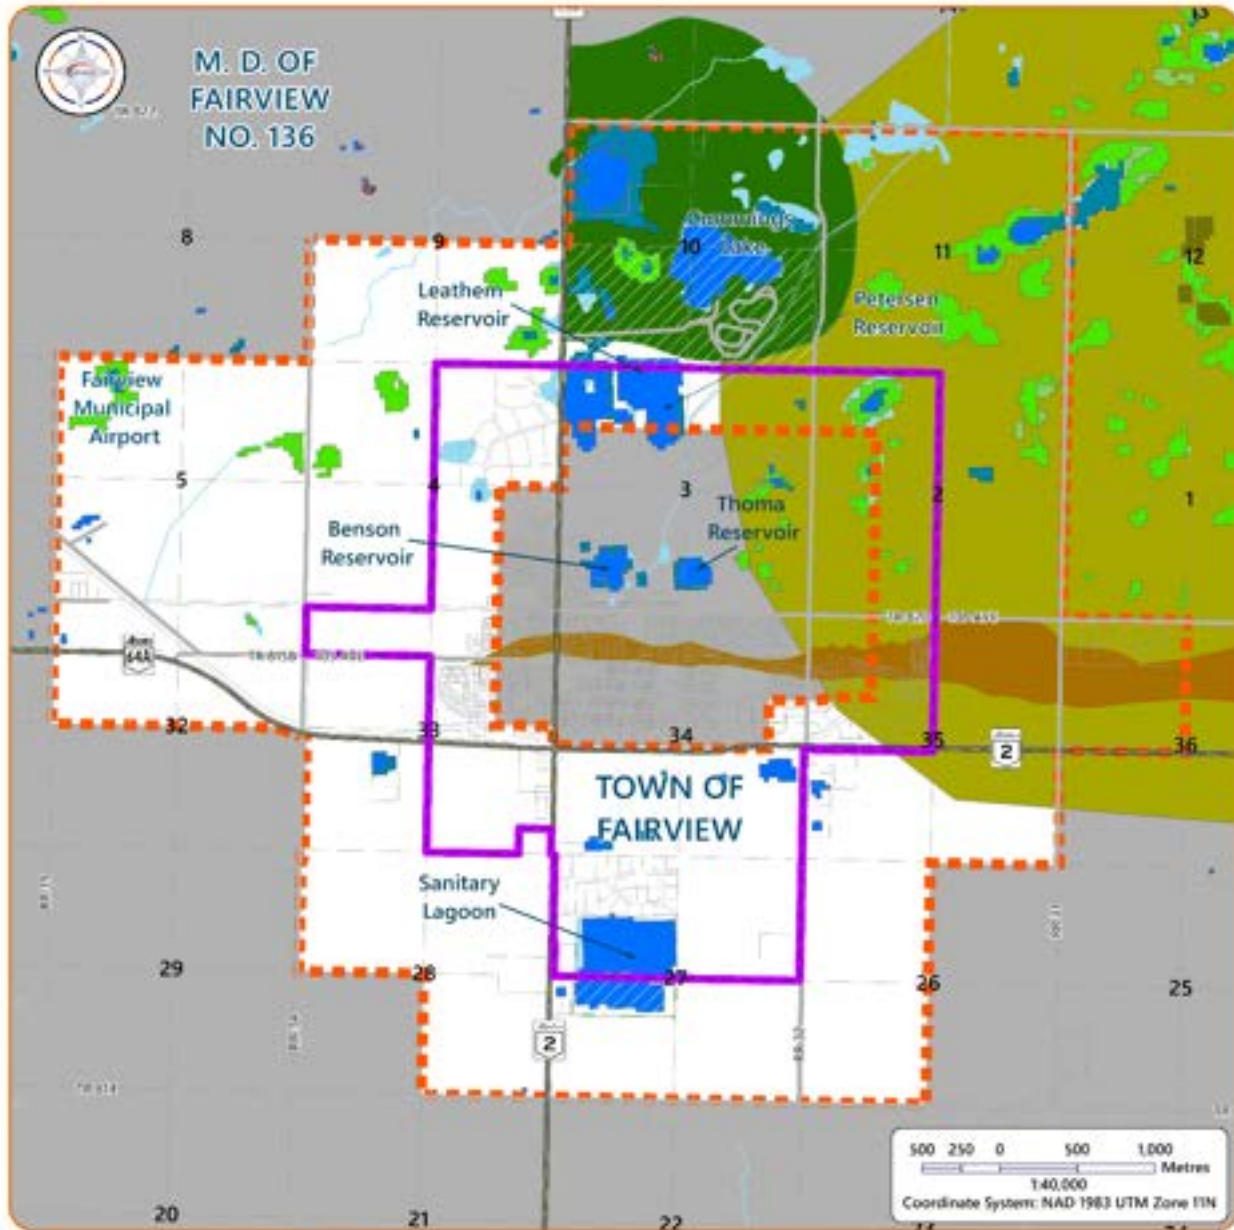 13
M. D. OF
FAIRVIEW
NO. 136
8
9
10
11
12
Cummings
Lake
Leathem
Reservoir
Petersen
Reservoir
Fairview
Municipal
Airport
5
4
3
2
1
Thoma
Reservoir
Benson
Reservoir
64A
32
33
34
35
36
2
TOWN OF
FAIRVIEW
Sanitary
Lagoon
29
28
27
26
25
2
20
21
22
500 250 0 500 1,000
Metres
1:40,000
Coordinate System: NAD 1983 UTM Zone 11N